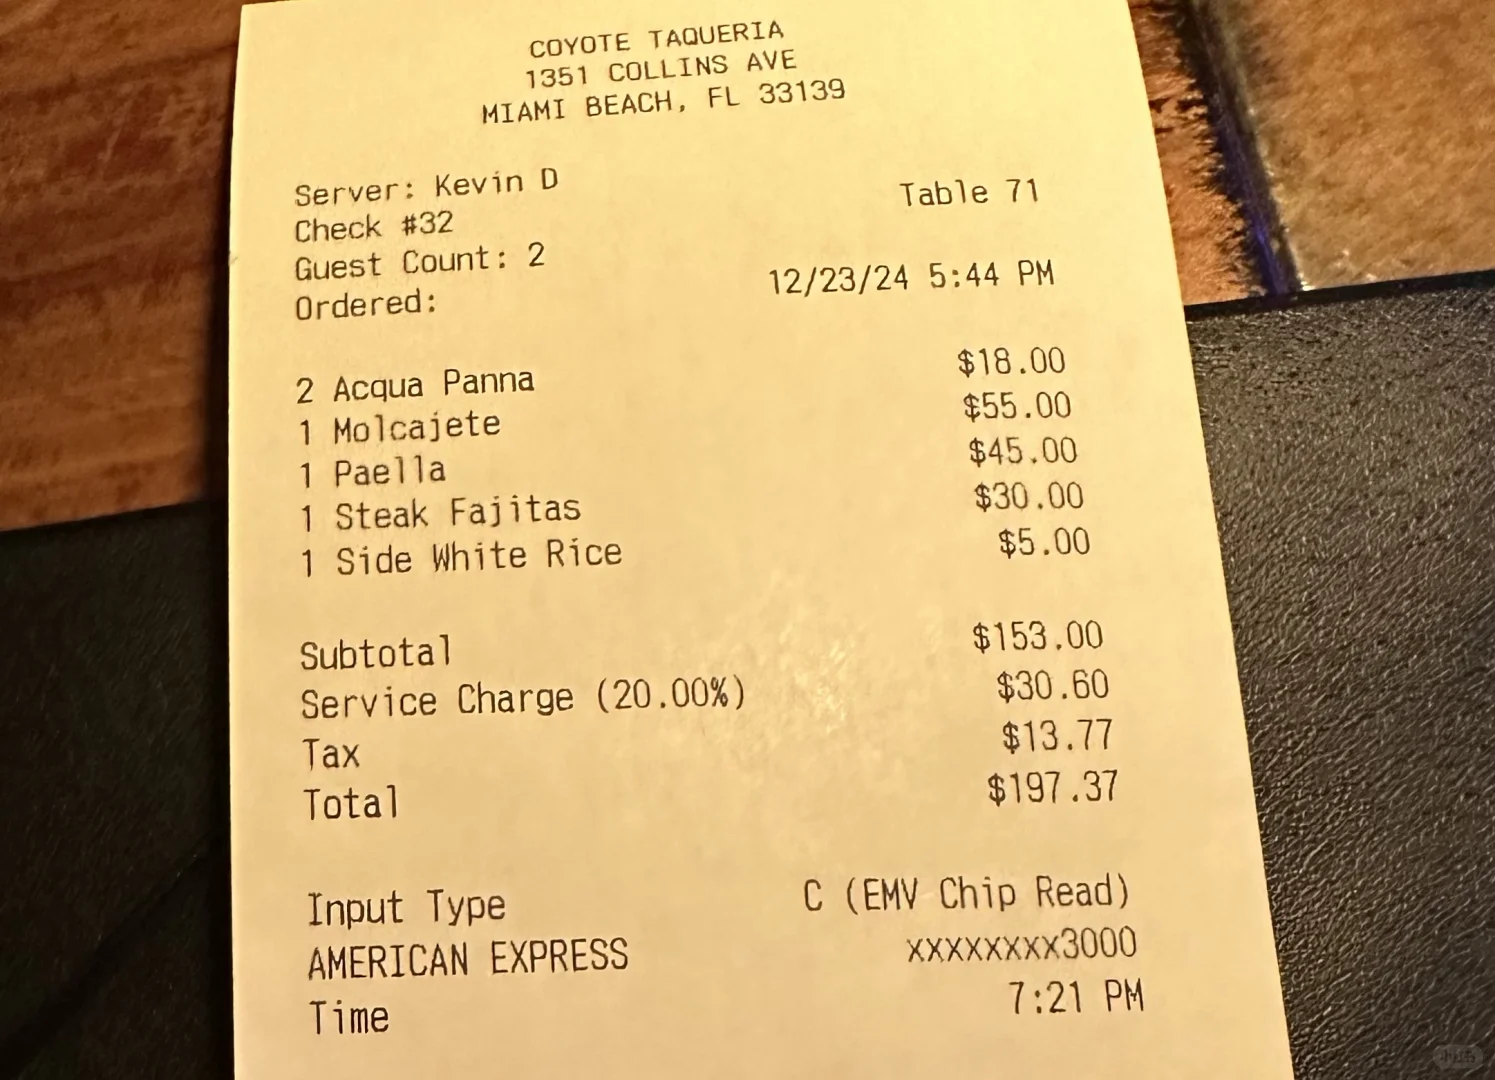 COYOTE TAQUERIA
1351 COLLINS AVE
MIAMI BEACH, FL 33139
Server: Kevin D
Table 71
Check #32
Guest Count: 2
Ordered: 12/23/24 5:44 PM
2 Acqua Panna $18.00
1 Molcajete $55.00
1 Paella $45.00
1 Steak Fajitas $30.00
1 Side White Rice $5.00
Subtotal $153.00
Service Charge (20.00%) $30.60
Tax $13.77
Total $197.37
Input Type C (EMV Chip Read)
AMERICAN EXPRESS xxxxxxxx3000
Time 7:21 PM
小红书